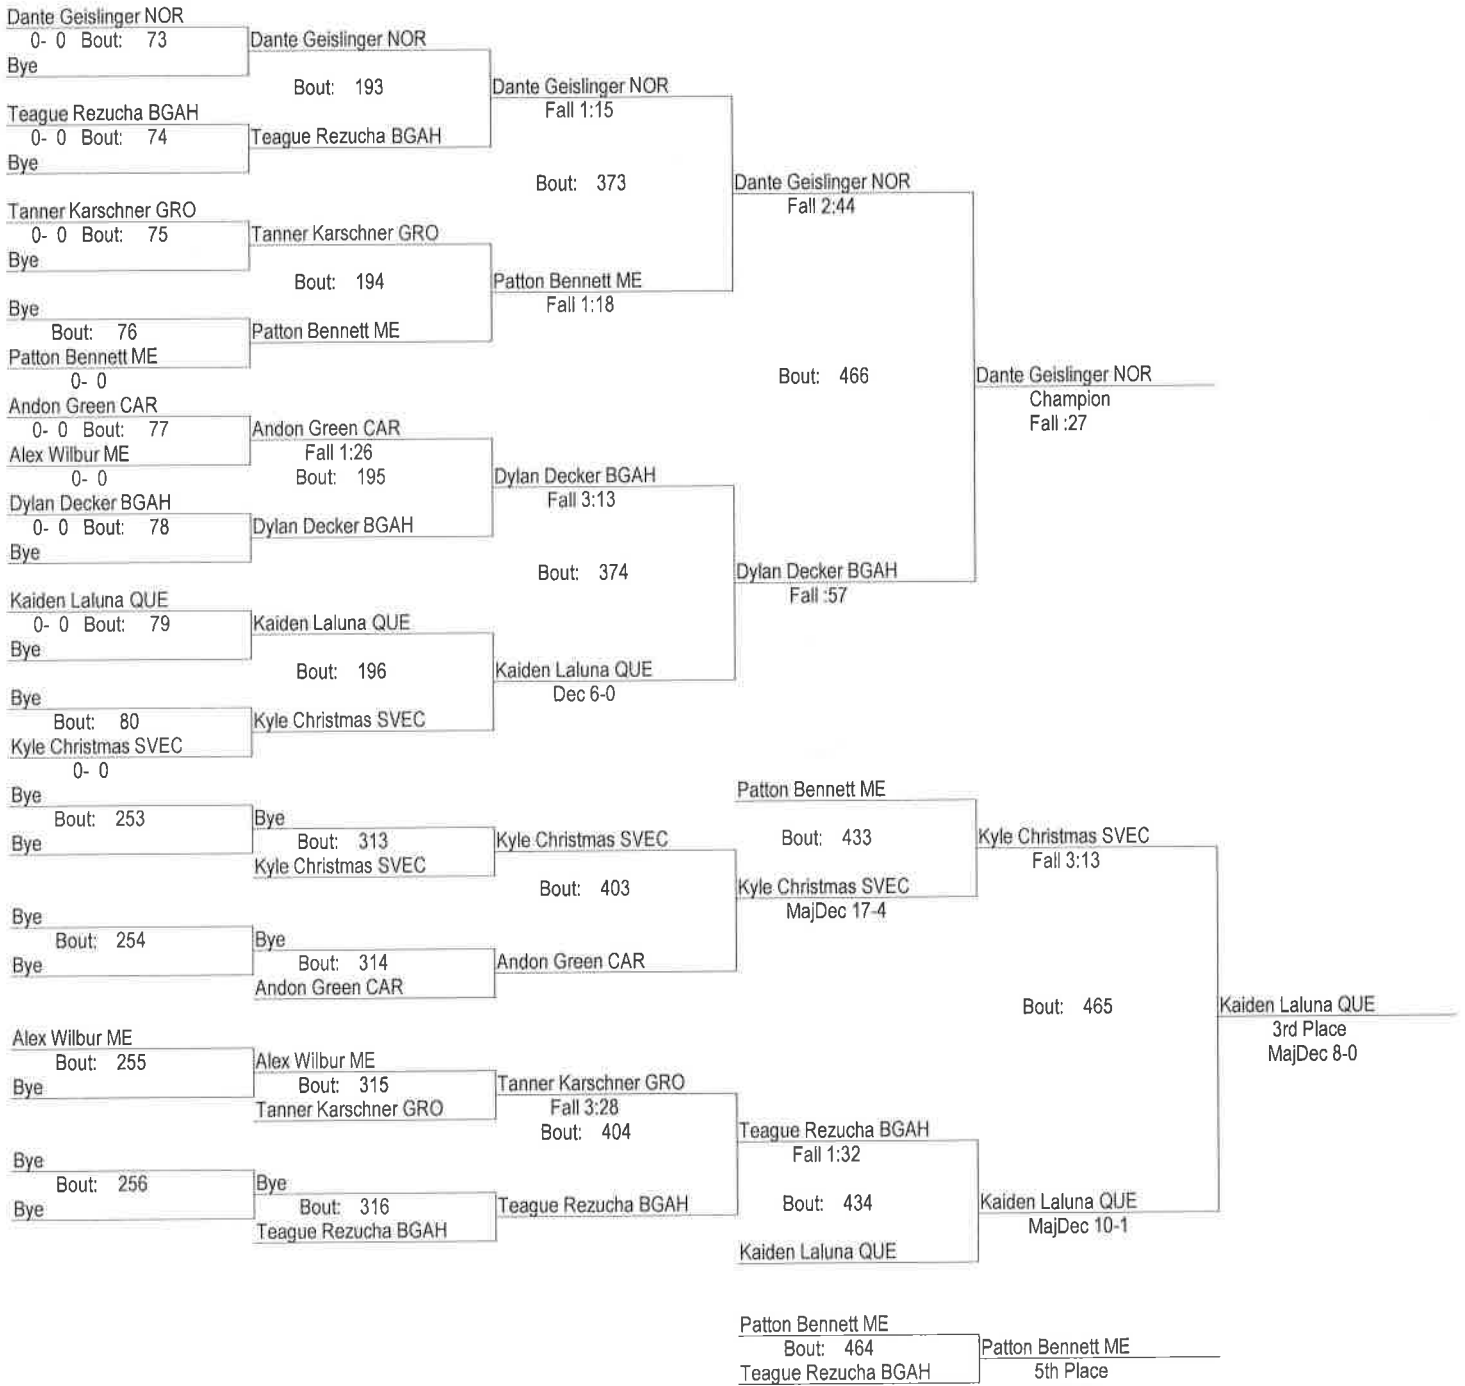 Dante Geislinger NOR
0- 0 Bout: 73
Bye
Dante Geislinger NOR
Bout: 193
Teague Rezucha BGAH
0- 0 Bout: 74
Bye
Teague Rezucha BGAH
Dante Geislinger NOR
Fall 1:15
Bout: 373
Tanner Karschner GRO
0- 0 Bout: 75
Bye
Tanner Karschner GRO
Bout: 194
Bye
Bout: 76
Patton Bennett ME
0- 0
Patton Bennett ME
Patton Bennett ME
Fall 1:18
Dante Geislinger NOR
Fall 2:44
Bout: 466
Andon Green CAR
0- 0 Bout: 77
Alex Wilbur ME
0- 0
Andon Green CAR
Fall 1:26
Bout: 195
Dylan Decker BGAH
0- 0 Bout: 78
Bye
Dylan Decker BGAH
Dylan Decker BGAH
Fall 3:13
Bout: 374
Kaiden Laluna QUE
0- 0 Bout: 79
Bye
Kaiden Laluna QUE
Bout: 196
Bye
Bout: 80
Kyle Christmas SVEC
0- 0
Kyle Christmas SVEC
Kaiden Laluna QUE
Dec 6-0
Dylan Decker BGAH
Fall :57
Dante Geislinger NOR
Champion
Fall :27
Bye
Bout: 253
Bye
Bye
Bout: 313
Kyle Christmas SVEC
Kyle Christmas SVEC
Bout: 403
Bye
Bout: 254
Bye
Bye
Bout: 314
Andon Green CAR
Andon Green CAR
Patton Bennett ME
Bout: 433
Kyle Christmas SVEC
MajDec 17-4
Kyle Christmas SVEC
Fall 3:13
Bout: 465
Alex Wilbur ME
Bout: 255
Bye
Alex Wilbur ME
Bout: 315
Tanner Karschner GRO
Tanner Karschner GRO
Fall 3:28
Bout: 404
Bye
Bout: 256
Bye
Bye
Bout: 316
Teague Rezucha BGAH
Teague Rezucha BGAH
Teague Rezucha BGAH
Fall 1:32
Bout: 434
Kaiden Laluna QUE
Kaiden Laluna QUE
MajDec 10-1
Kaiden Laluna QUE
3rd Place
MajDec 8-0
Patton Bennett ME
Bout: 464
Teague Rezucha BGAH
Patton Bennett ME
5th Place